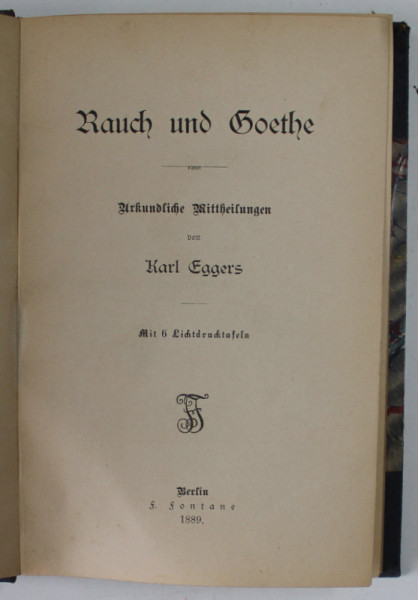 Rauch und Goethe
Urkundliche Mittheilungen
von
Karl Eggers
Mit 6 Lichtdrucktafeln
Berlin
F. Fontane
1889.